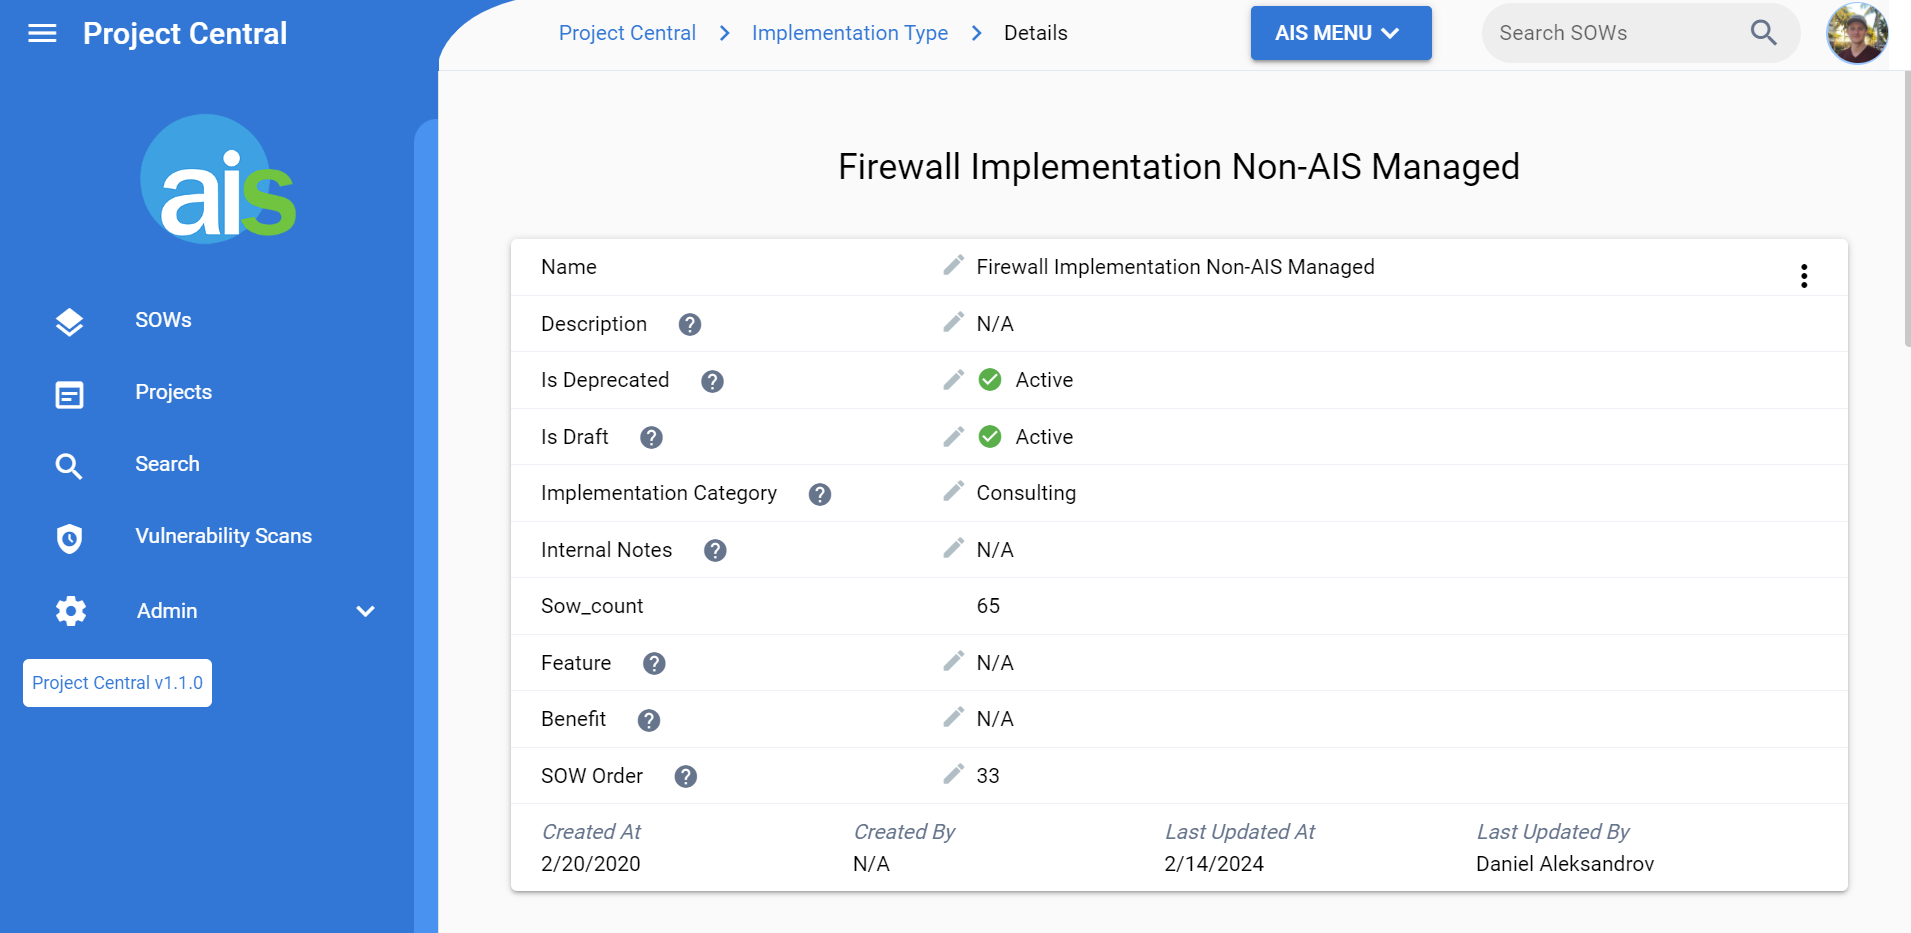 Project Central
Project Central Implementation Type Details
AIS MENU
Search SOWs
ais
SOWs
Projects
Search
Vulnerability Scans
Admin
Project Central v1.1.0
Firewall Implementation Non-AIS Managed
Name Firewall Implementation Non-AIS Managed
Description N/A
Is Deprecated Active
Is Draft Active
Implementation Category Consulting
Internal Notes N/A
Sow_count 65
Feature N/A
Benefit N/A
SOW Order 33
Created At Created By Last Updated At Last Updated By
2/20/2020 N/A 2/14/2024 Daniel Aleksandrov